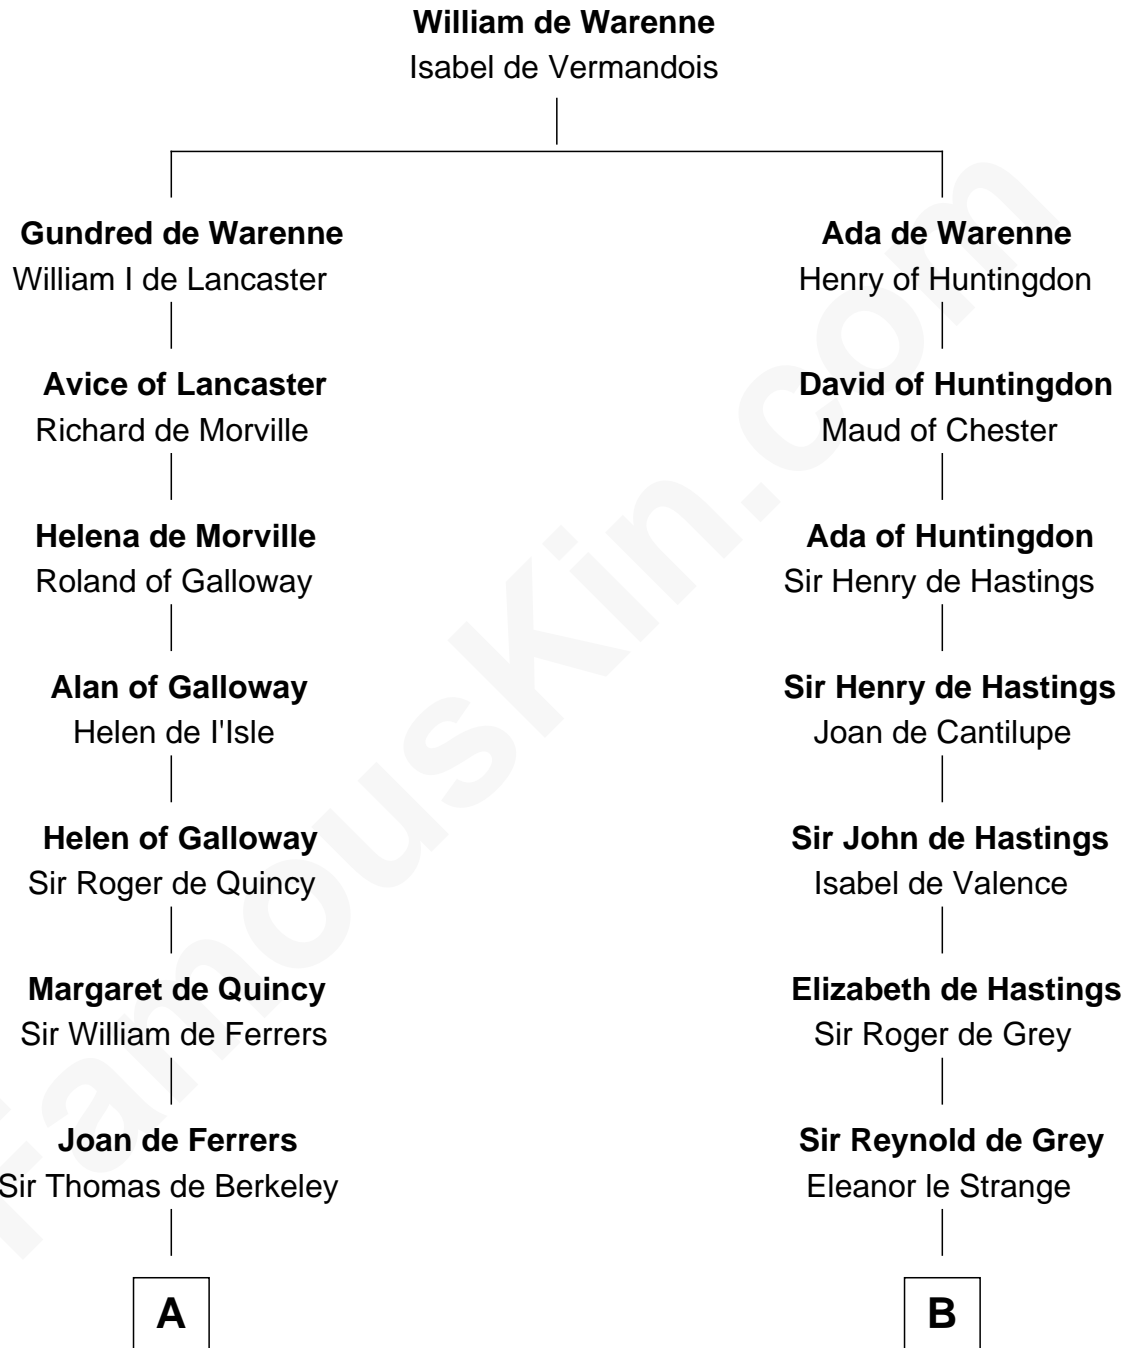 William de Warenne
Isabel de Vermandois
Gundred de Warenne
William I de Lancaster
Ada de Warenne
Henry of Huntingdon
Avice of Lancaster
Richard de Morville
David of Huntingdon
Maud of Chester
Helena de Morville
Roland of Galloway
Ada of Huntingdon
Sir Henry de Hastings
Alan of Galloway
Helen de I'Isle
Sir Henry de Hastings
Joan de Cantilupe
Helen of Galloway
Sir Roger de Quincy
Sir John de Hastings
Isabel de Valence
Margaret de Quincy
Sir William de Ferrers
Elizabeth de Hastings
Sir Roger de Grey
Joan de Ferrers
Sir Thomas de Berkeley
Sir Reynold de Grey
Eleanor le Strange
A
B
FamousKin.com